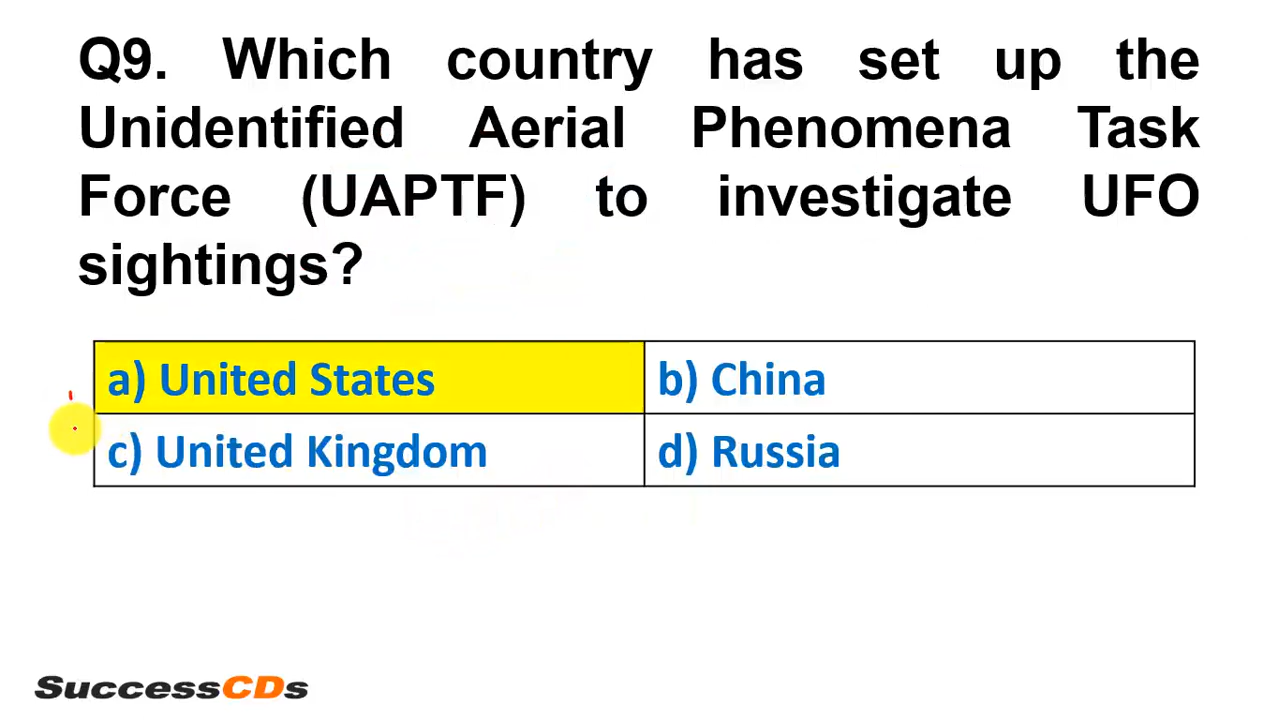 Q9. Which country has set up the
Unidentified Aerial Phenomena Task
Force (UAPTF) to investigate UFO
sightings?
a) United States b) China
c) United Kingdom d) Russia
SuccessCDs